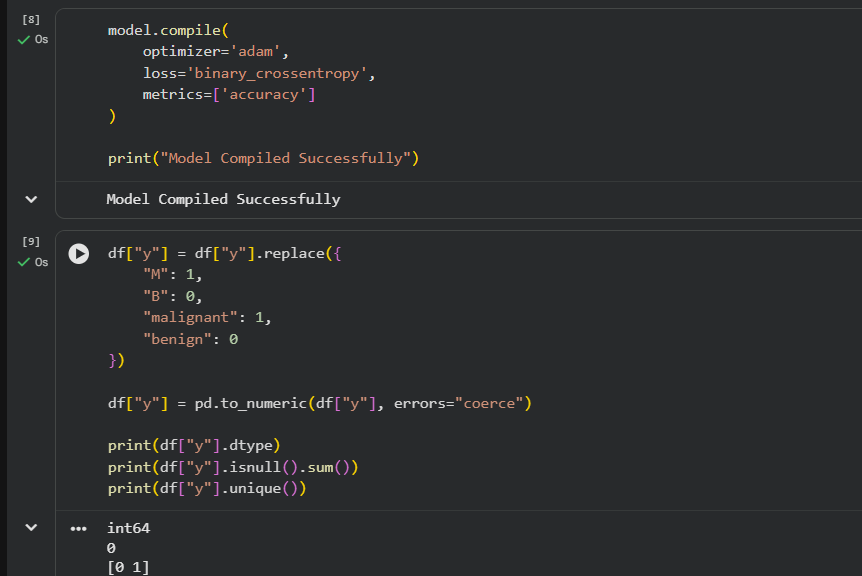 [8]
0s
model.compile(
    optimizer='adam',
    loss='binary_crossentropy',
    metrics=['accuracy']
)

print("Model Compiled Successfully")
Model Compiled Successfully
[9]
0s
df["y"] = df["y"].replace({
    "M": 1,
    "B": 0,
    "malignant": 1,
    "benign": 0
})

df["y"] = pd.to_numeric(df["y"], errors="coerce")

print(df["y"].dtype)
print(df["y"].isnull().sum())
print(df["y"].unique())
int64
0
[0 1]